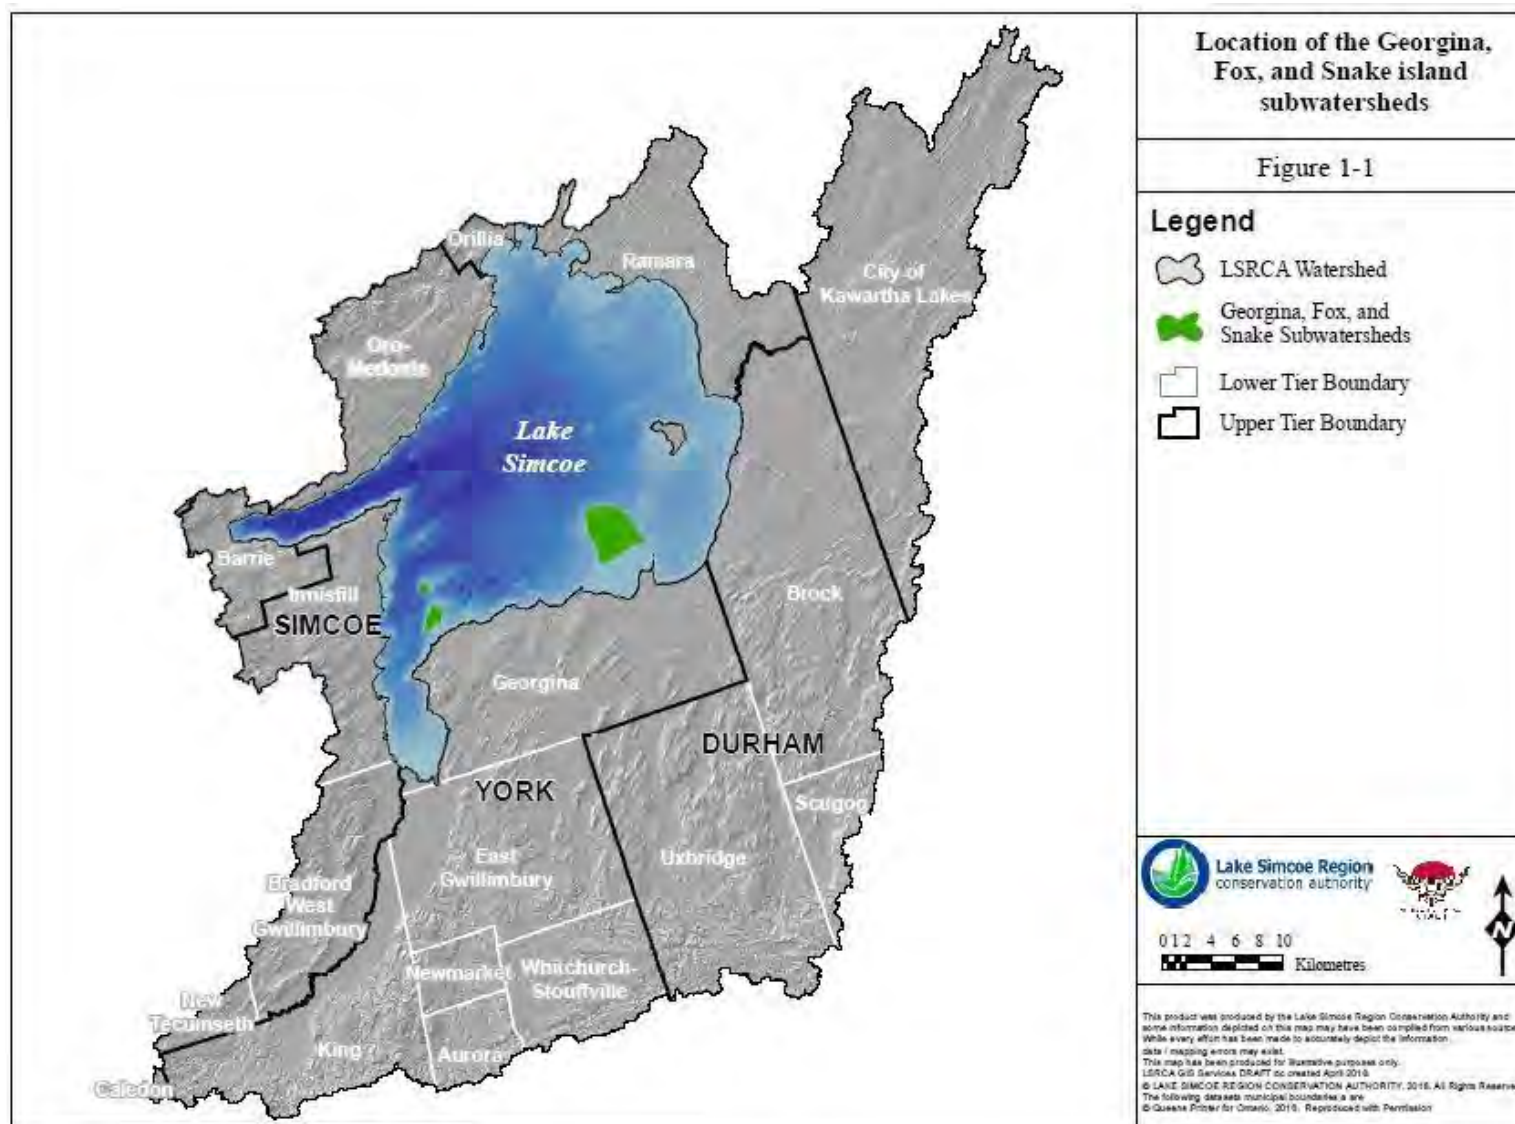 Location of the Georgina,
Fox, and Snake island
subwatersheds
Figure 1-1
Legend
LSRCA Watershed
Georgina, Fox, and
Snake Subwatersheds
Lower Tier Boundary
Upper Tier Boundary
Orillia
Ramara
City of
Kawartha Lakes
Oro-
Medonte
Lake
Simcoe
Barrie
Innisfill
SIMCOE
Brock
Georgina
DURHAM
YORK
Scugog
East
Gwillimbury
Uxbridge
Bradford
West
Gwillimbury
Newmarket
Whitchurch-
Stouffville
New
Tecumseth
King
Aurora
Caledon
Lake Simcoe Region
conservation authority
0 1 2 4 6 8 10
Kilometres
N
This product was produced by the Lake Simcoe Region Conservation Authority and
some information depicted on this map may have been compiled from various source
While every effort has been made to accurately depict the information
data / mapping errors may exist.
This map has been produced for illustrative purposes only.
LSRCA GIS Services DRAFT created April 2016.
© LAKE SIMCOE REGION CONSERVATION AUTHORITY, 2016. All Rights Reserve
The following datasets municipal boundaries are
© Queens Printer for Ontario, 2016. Reproduced with Permission